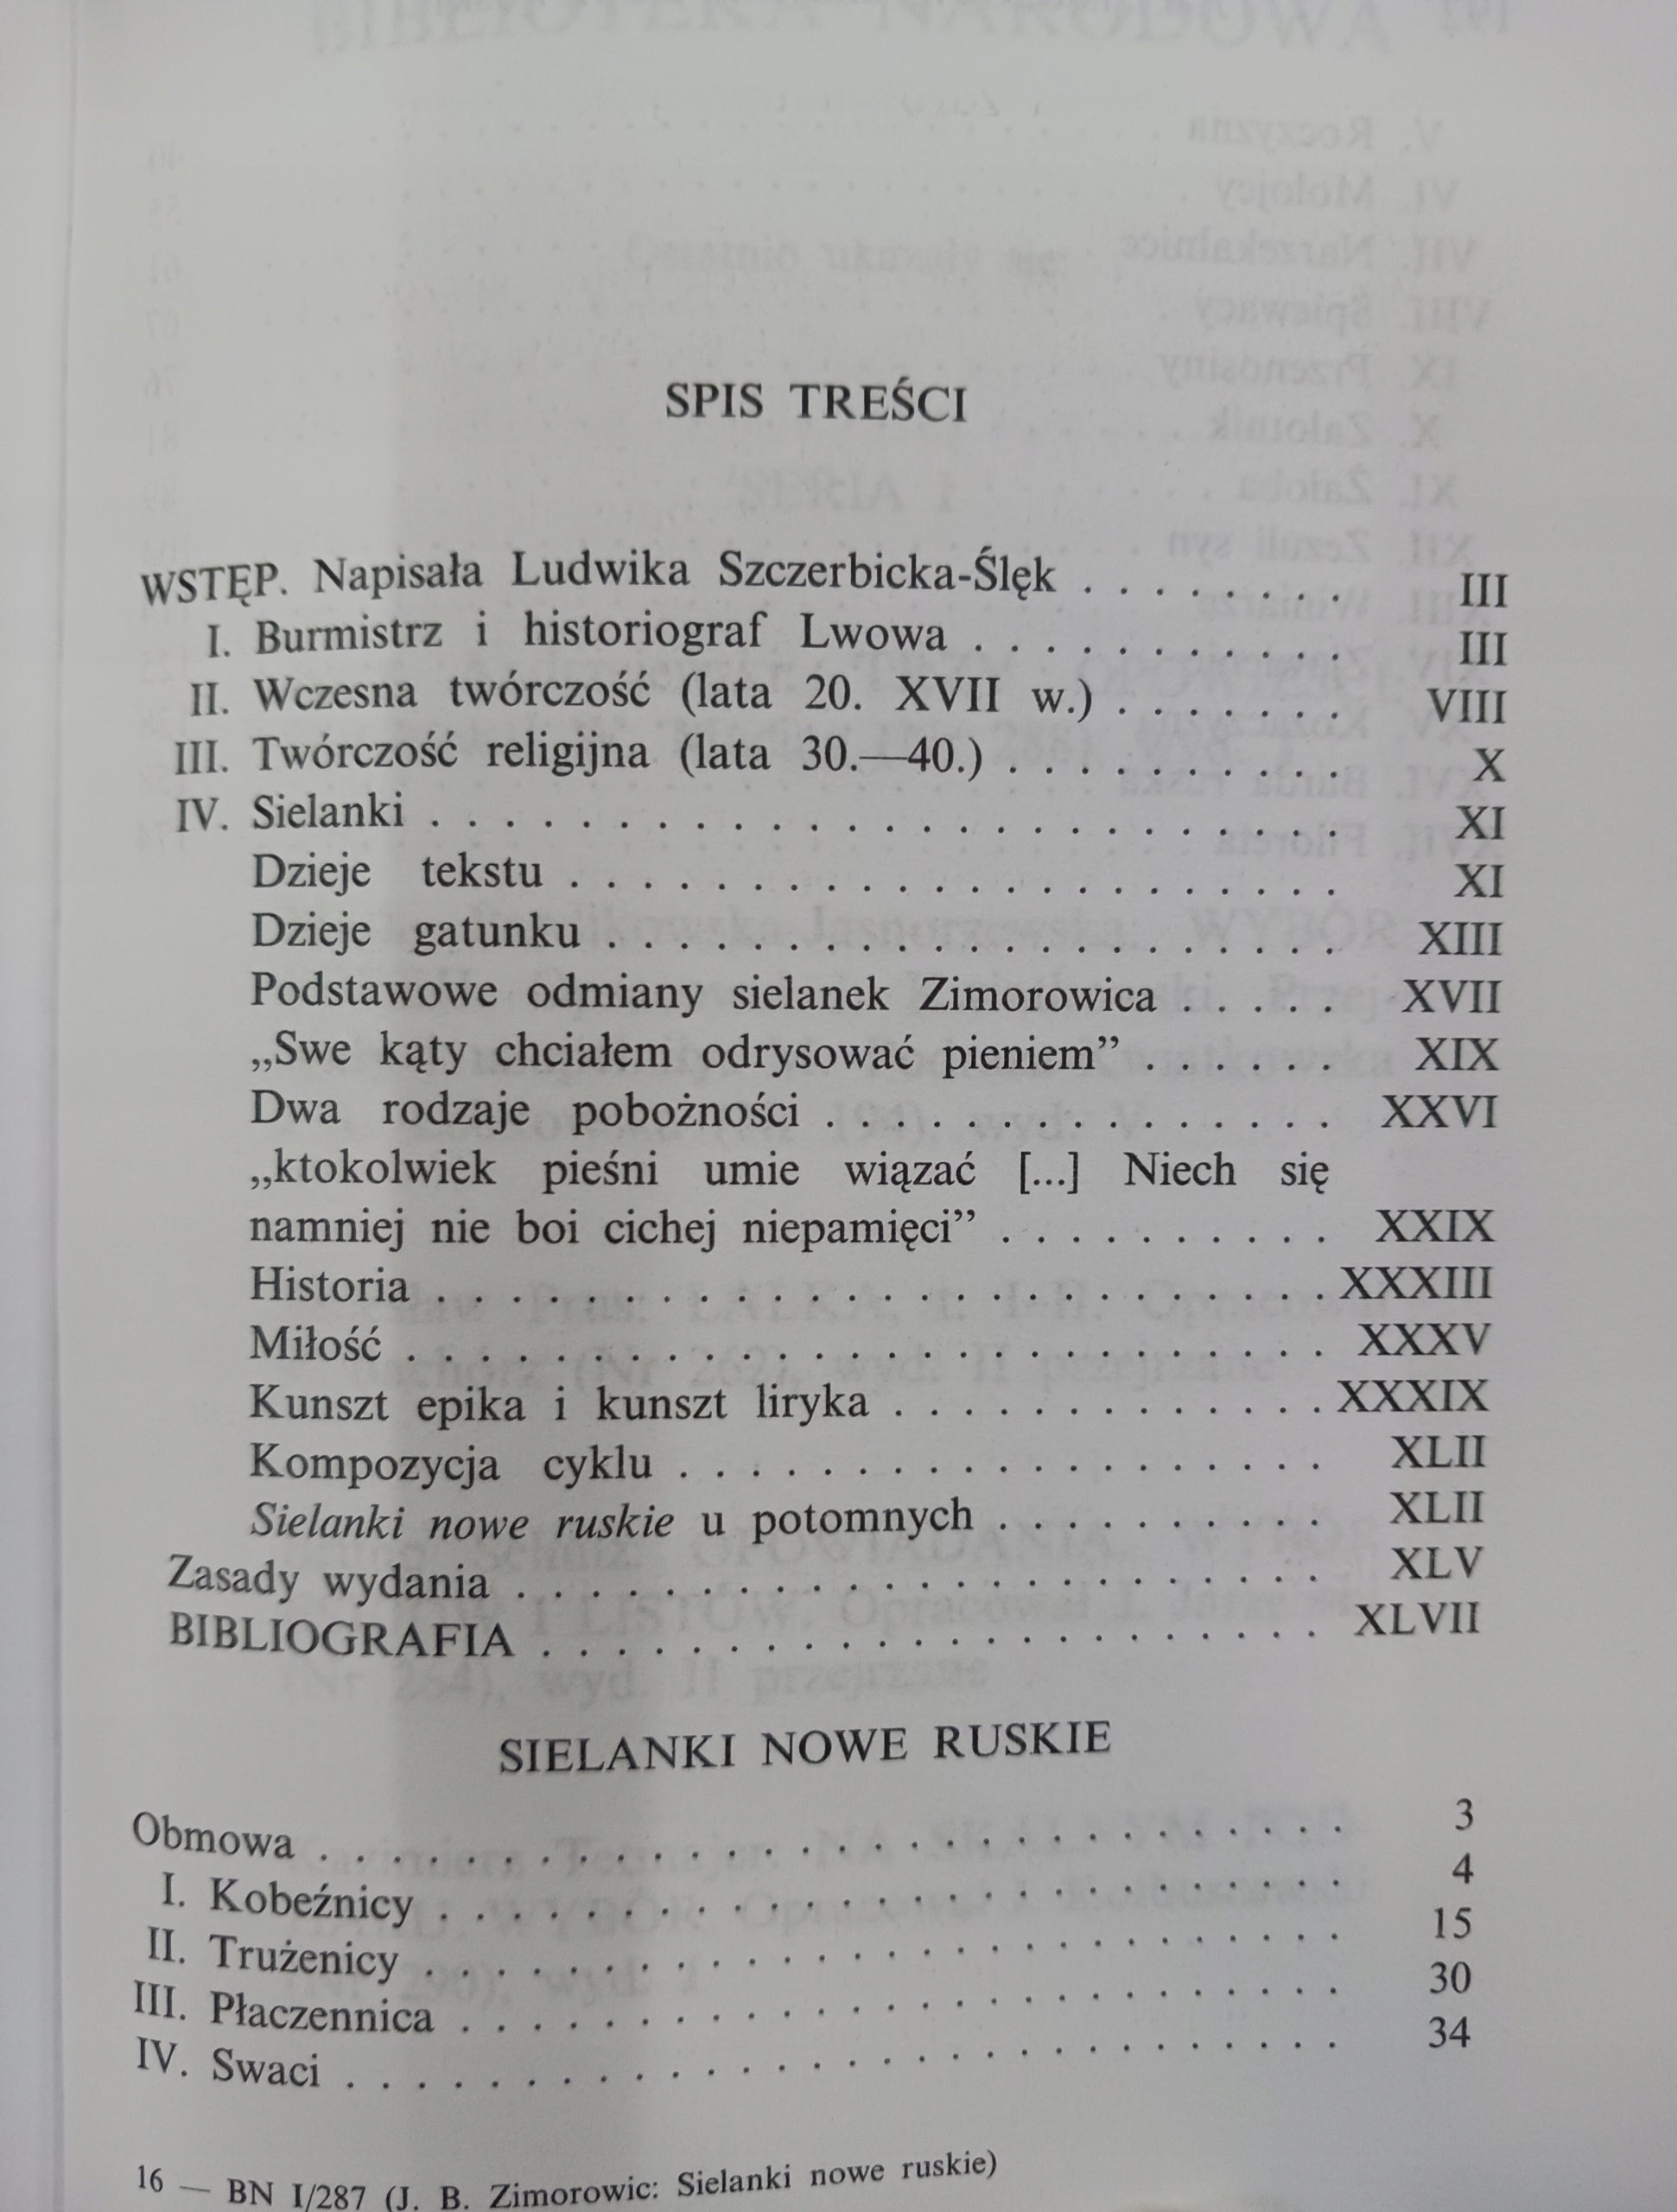 SPIS TREŚCI
WSTĘP. Napisała Ludwika Szczerbicka-Ślęk . . . . . . . . III
I. Burmistrz i historiograf Lwowa . . . . . . . . . . . III
II. Wczesna twórczość (lata 20. XVII w.) . . . . . . . VIII
III. Twórczość religijna (lata 30.—40.) . . . . . . . . . . X
IV. Sielanki . . . . . . . . . . . . . . . . . . . . . . . . . XI
Dzieje tekstu . . . . . . . . . . . . . . . . . . . . . . XI
Dzieje gatunku . . . . . . . . . . . . . . . . . . . . . XIII
Podstawowe odmiany sielanek Zimorowica . . . . . XVII
„Swe kąty chciałem odrysować pieniem” . . . . . . XIX
Dwa rodzaje pobożności . . . . . . . . . . . . . . . XXVI
„ktokolwiek pieśni umie wiązać [...] Niech się
namniej nie boi cichej niepamięci” . . . . . . . . . . XXIX
Historia . . . . . . . . . . . . . . . . . . . . . . . . . XXXIII
Miłość . . . . . . . . . . . . . . . . . . . . . . . . . . XXXV
Kunszt epika i kunszt liryka . . . . . . . . . . . . . XXXIX
Kompozycja cyklu . . . . . . . . . . . . . . . . . . . XLII
Sielanki nowe ruskie u potomnych . . . . . . . . . . XLII
Zasady wydania . . . . . . . . . . . . . . . . . . . . . . XLV
BIBLIOGRAFIA . . . . . . . . . . . . . . . . . . . . . . XLVII
SIELANKI NOWE RUSKIE
Obmowa . . . . . . . . . . . . . . . . . . . . . . . . . . . . 3
I. Kobeźnicy . . . . . . . . . . . . . . . . . . . . . . . . . 4
II. Trużenicy . . . . . . . . . . . . . . . . . . . . . . . . . 15
III. Płaczennica . . . . . . . . . . . . . . . . . . . . . . . . 30
IV. Swaci . . . . . . . . . . . . . . . . . . . . . . . . . . . 34
16 — BN I/287 (J. B. Zimorowic: Sielanki nowe ruskie)